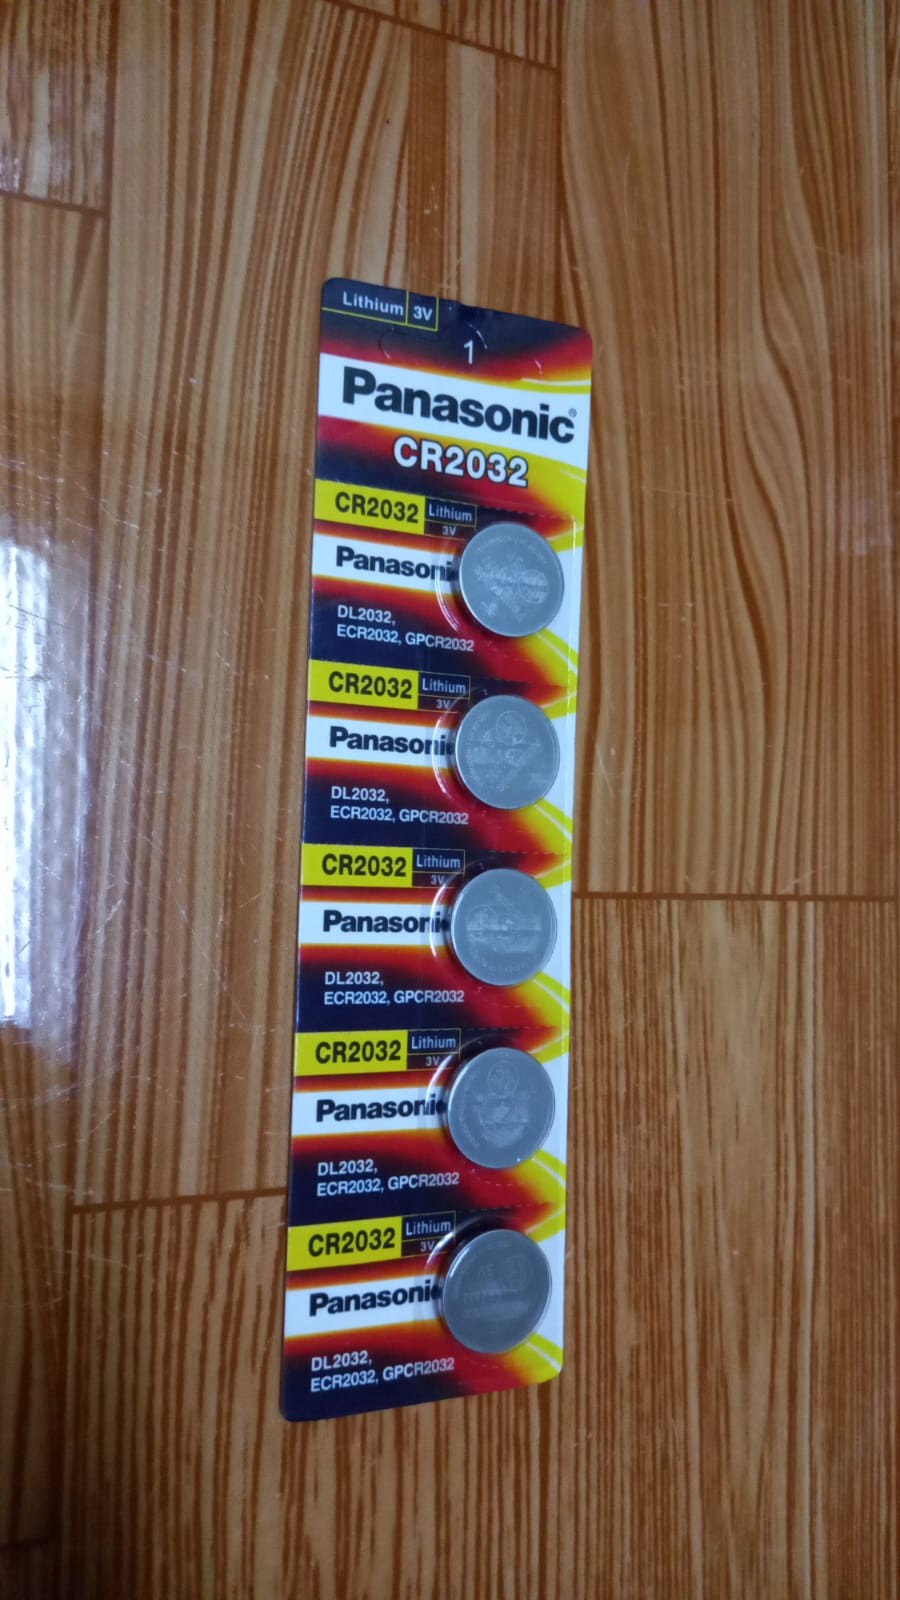 Lithium 3V
1
Panasonic®
CR2032
CR2032 Lithium
3V
Panasonic
DL2032,
ECR2032, GPCR2032
CR2032 Lithium
3V
Panasonic
DL2032,
ECR2032, GPCR2032
CR2032 Lithium
3V
Panasonic
DL2032,
ECR2032, GPCR2032
CR2032 Lithium
3V
Panasonic
DL2032,
ECR2032, GPCR2032
CR2032 Lithium
3V
Panasonic
DL2032,
ECR2032, GPCR2032